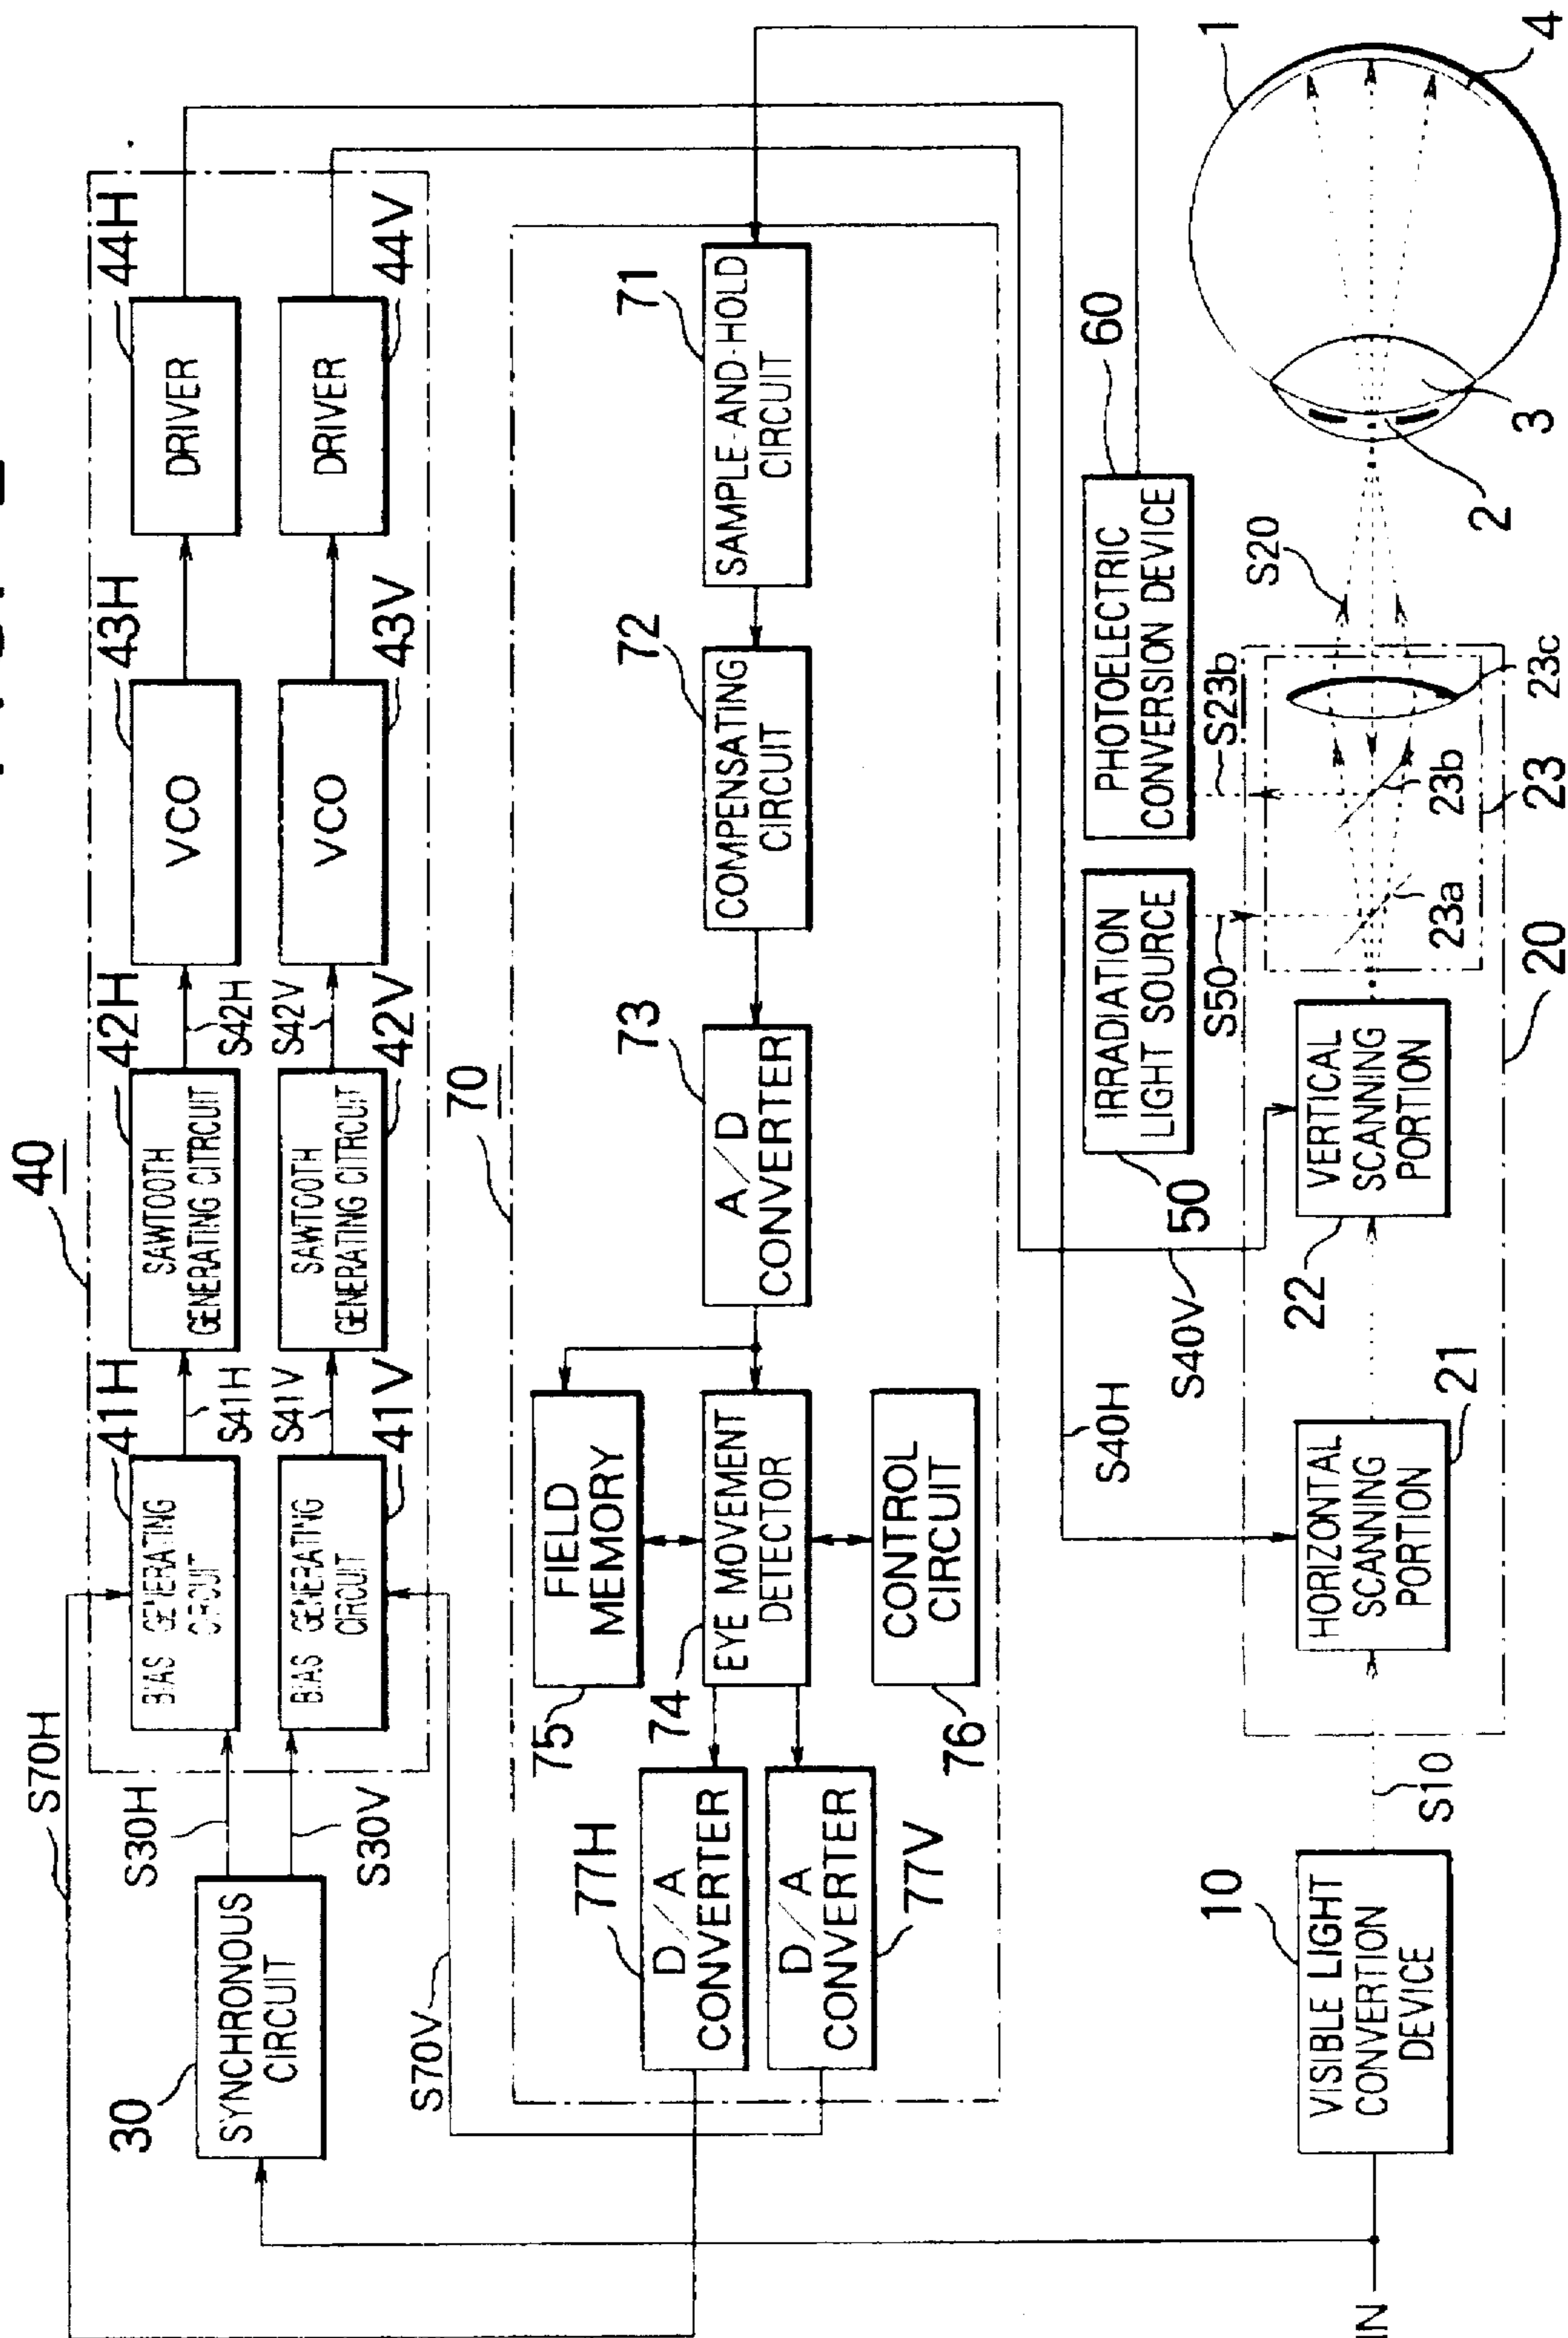 40
S70H
S30H
S30V
30
SYNCHRONOUS
CIRCUIT
41H
BIAS GENERATING
CIRCUIT
S41H
42H
SAWTOOTH
GENERATING CITRCUIT
S42H
43H
VCO
44H
DRIVER
41V
BIAS GENERATING
CIRCUIT
S41V
42V
SAWTOOTH
GENERATING CITRCUIT
S42V
43V
VCO
44V
DRIVER
S70V
70
77H
D/A
CONVERTER
77V
D/A
CONVERTER
75
FIELD
MEMORY
74
EYE MOVEMENT
DETECTOR
76
CONTROL
CIRCUIT
73
A/D
CONVERTER
72
COMPENSATING
CIRCUIT
71
SAMPLE-AND-HOLD
CIRCUIT
S40H
S40V
50
IRRADIATION
LIGHT SOURCE
S50
60
PHOTOELECTRIC
CONVERSION DEVICE
S23b
S20
IN
10
VISIBLE LIGHT
CONVERTION
DEVICE
S10
21
HORIZONTAL
SCANNING
PORTION
22
VERTICAL
SCANNING
PORTION
20
23a
23b
23c
23
1
2
3
4